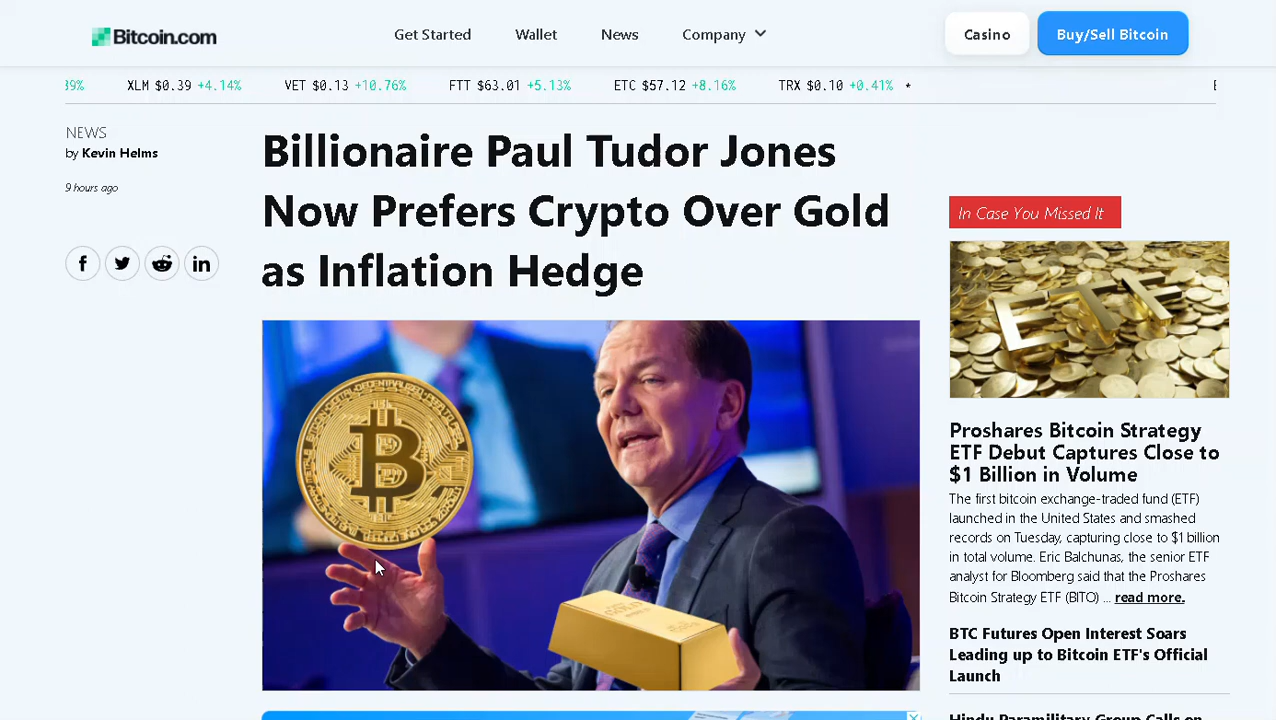 Bitcoin.com
Get Started
Wallet
News
Company
Casino
Buy/Sell Bitcoin
39% XLM $0.39 +4.14% VET $0.13 +10.76% FTT $63.01 +5.13% ETC $57.12 +8.16% TRX $0.10 +0.41% *
NEWS
by Kevin Helms
9 hours ago
Billionaire Paul Tudor Jones
Now Prefers Crypto Over Gold
as Inflation Hedge
In Case You Missed It
ETF
Proshares Bitcoin Strategy
ETF Debut Captures Close to
$1 Billion in Volume
The first bitcoin exchange-traded fund (ETF)
launched in the United States and smashed
records on Tuesday, capturing close to $1 billion
in total volume. Eric Balchunas, the senior ETF
analyst for Bloomberg said that the Proshares
Bitcoin Strategy ETF (BITO) ... read more.
BTC Futures Open Interest Soars
Leading up to Bitcoin ETF's Official
Launch
Hindu Paramilitary Group Calls on